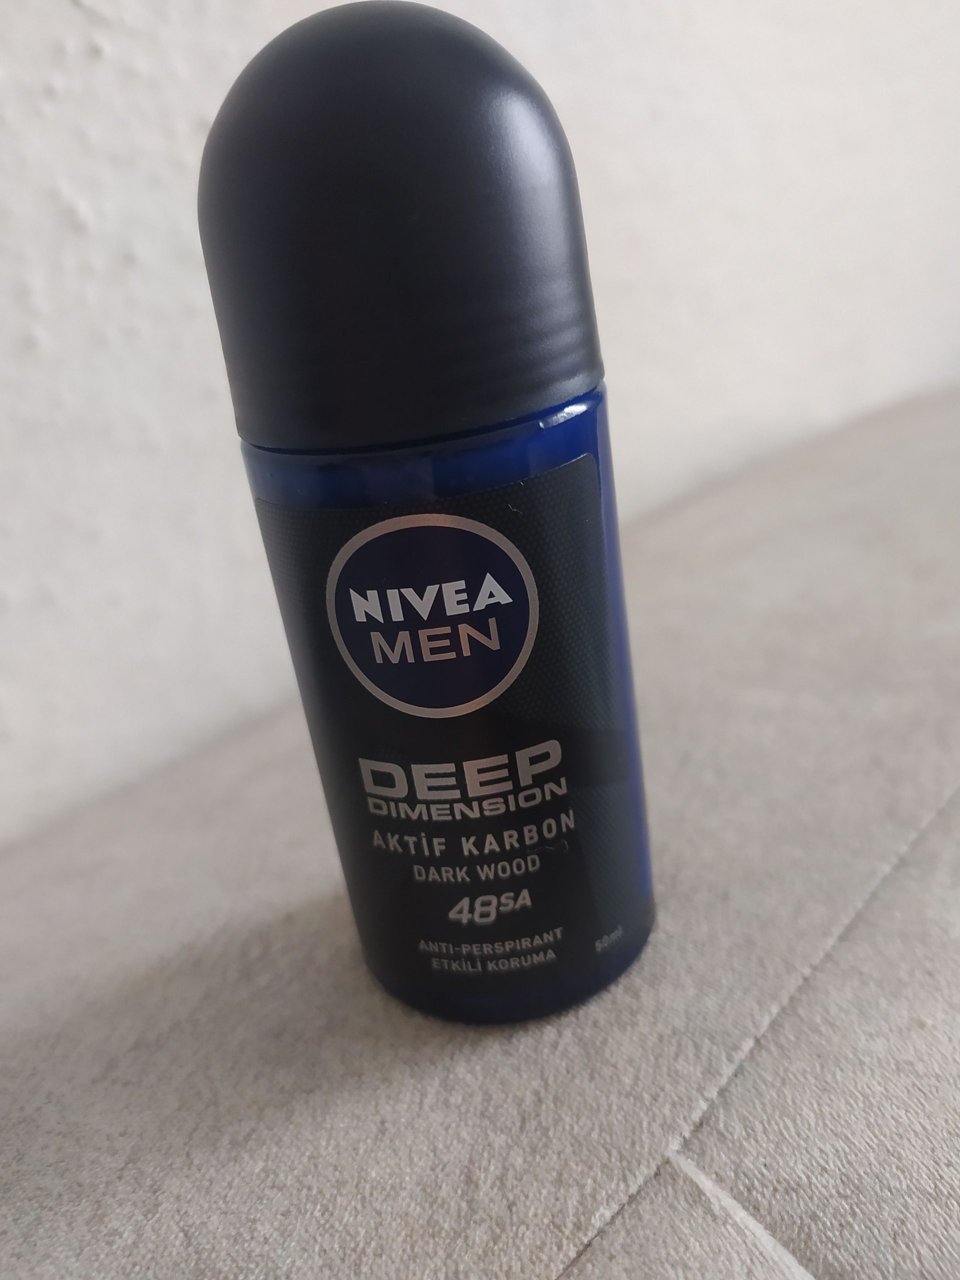 NIVEA
MEN
DEEP
DIMENSION
AKTİF KARBON
DARK WOOD
48SA
ANTI-PERSPIRANT
ETKİLİ KORUMA
50ml